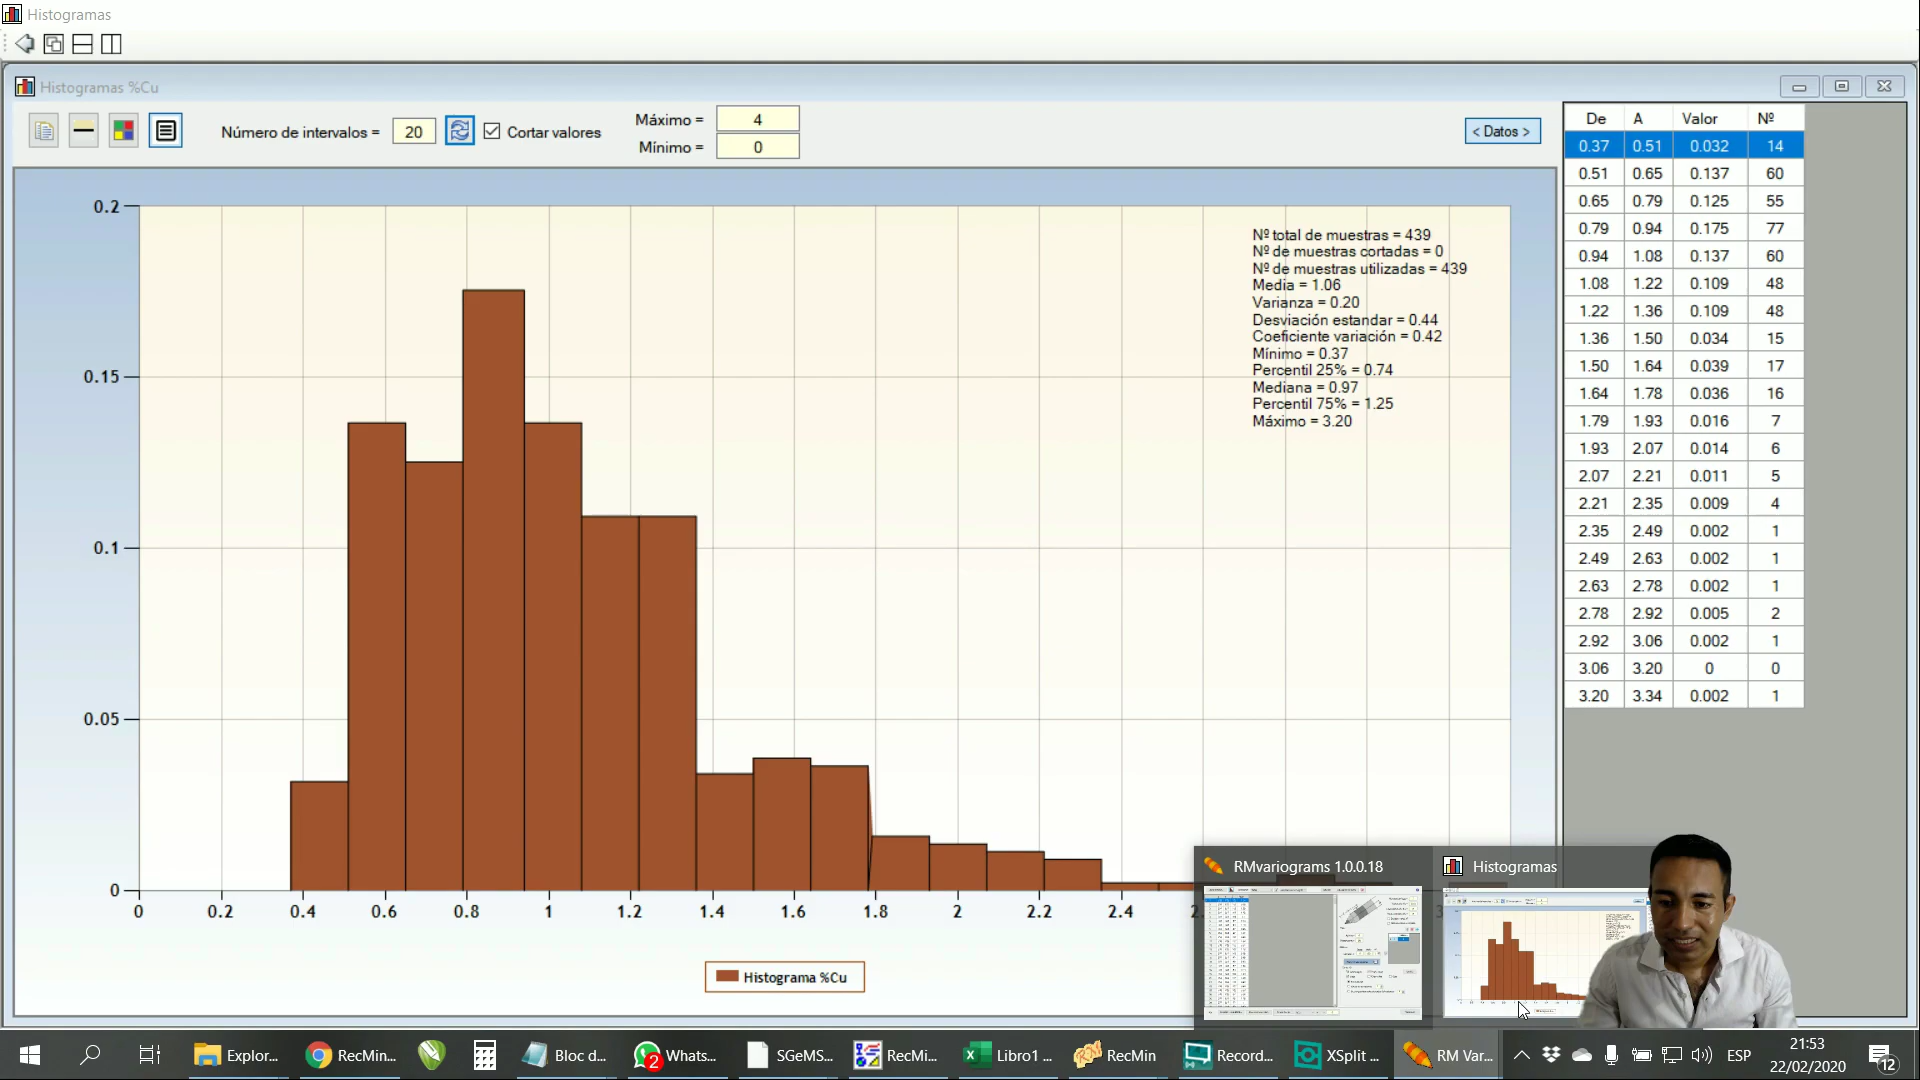 Histogramas
Histogramas %Cu
Número de intervalos = 20
Cortar valores
Máximo = 4
Mínimo = 0
< Datos >
De A Valor Nº
0.37 0.51 0.032 14
0.51 0.65 0.137 60
0.65 0.79 0.125 55
0.79 0.94 0.175 77
0.94 1.08 0.137 60
1.08 1.22 0.109 48
1.22 1.36 0.109 48
1.36 1.50 0.034 15
1.50 1.64 0.039 17
1.64 1.78 0.036 16
1.79 1.93 0.016 7
1.93 2.07 0.014 6
2.07 2.21 0.011 5
2.21 2.35 0.009 4
2.35 2.49 0.002 1
2.49 2.63 0.002 1
2.63 2.78 0.002 1
2.78 2.92 0.005 2
2.92 3.06 0.002 1
3.06 3.20 0 0
3.20 3.34 0.002 1
Nº total de muestras = 439
Nº de muestras cortadas = 0
Nº de muestras utilizadas = 439
Media = 1.06
Varianza = 0.20
Desviación estandar = 0.44
Coeficiente variación = 0.42
Mínimo = 0.37
Percentil 25% = 0.74
Mediana = 0.97
Percentil 75% = 1.25
Máximo = 3.20
0.2
0.15
0.1
0.05
0
0 0.2 0.4 0.6 0.8 1 1.2 1.4 1.6 1.8 2 2.2 2.4
Histograma %Cu
RMvariograms 1.0.0.18
Histogramas
Explor...
RecMin...
Bloc d...
2
Whats...
SGeMS...
RecMi...
Libro1 ...
RecMin
Record...
XSplit ...
RM Var...
ESP
21:53
22/02/2020
12